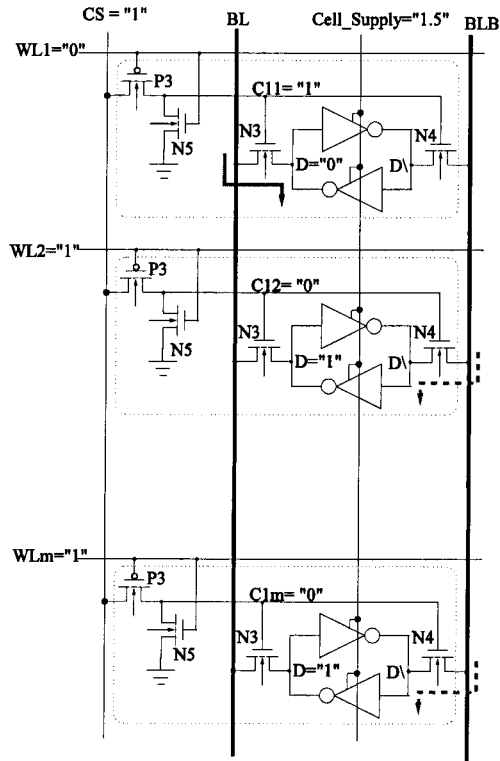 CS = "1" BL Cell_Supply="1.5" BLB
WL1="0"
P3
C11= "1"
N3 N4
N5 D="0" D\
WL2="1"
P3
C12= "0"
N3 N4
N5 D="1" D\
WLm="1"
P3
C1m= "0"
N3 N4
N5 D="1" D\